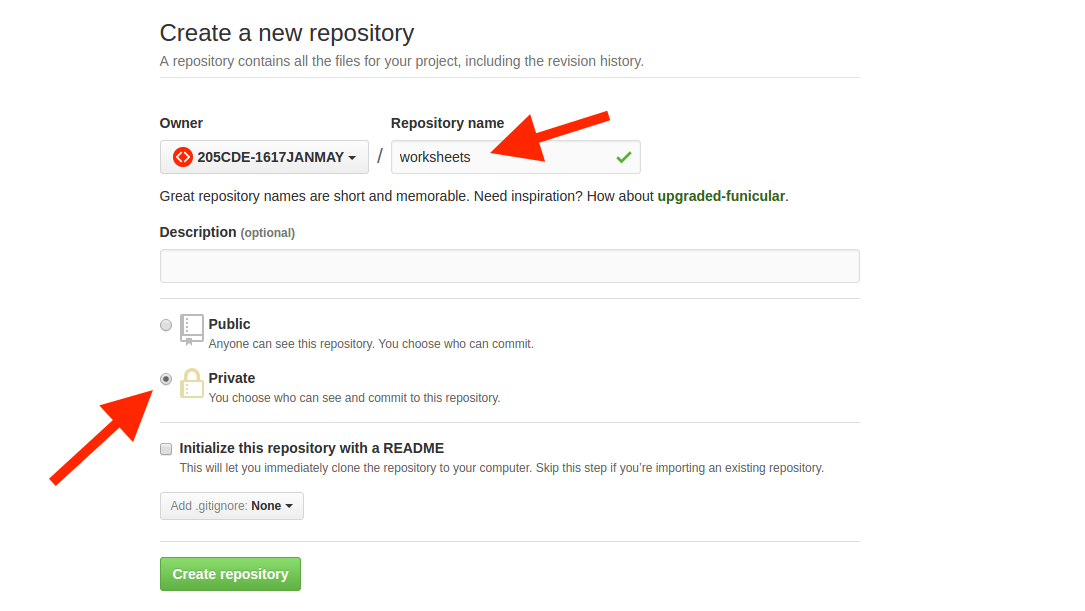 Create a new repository
A repository contains all the files for your project, including the revision history.
Owner
Repository name
205CDE-1617JANMAY / worksheets
Great repository names are short and memorable. Need inspiration? How about upgraded-funicular.
Description (optional)
Public
Anyone can see this repository. You choose who can commit.
Private
You choose who can see and commit to this repository.
Initialize this repository with a README
This will let you immediately clone the repository to your computer. Skip this step if you’re importing an existing repository.
Add .gitignore: None
Create repository